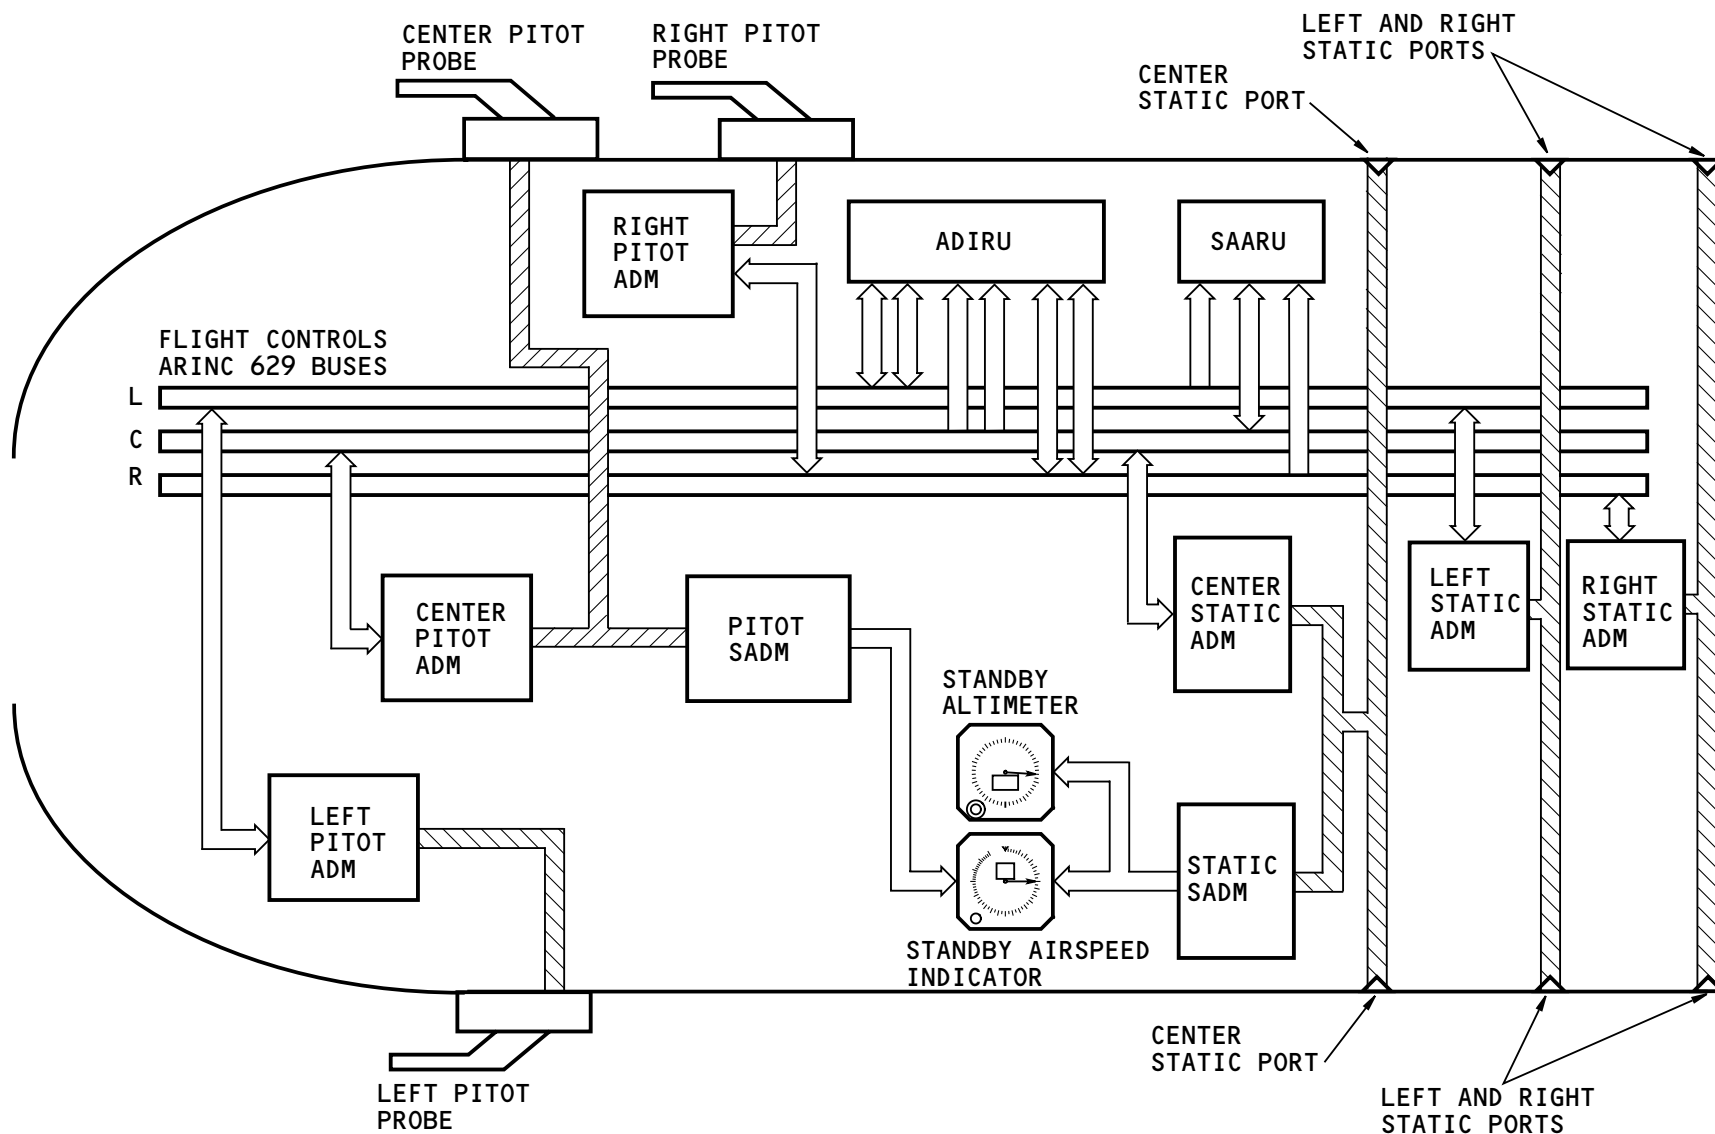 CENTER PITOT
PROBE
RIGHT PITOT
PROBE
LEFT AND RIGHT
STATIC PORTS
CENTER
STATIC PORT
RIGHT
PITOT
ADM
ADIRU
SAARU
FLIGHT CONTROLS
ARINC 629 BUSES
L
C
R
CENTER
PITOT
ADM
PITOT
SADM
CENTER
STATIC
ADM
LEFT
STATIC
ADM
RIGHT
STATIC
ADM
STANDBY
ALTIMETER
LEFT
PITOT
ADM
STATIC
SADM
STANDBY AIRSPEED
INDICATOR
CENTER
STATIC PORT
LEFT PITOT
PROBE
LEFT AND RIGHT
STATIC PORTS